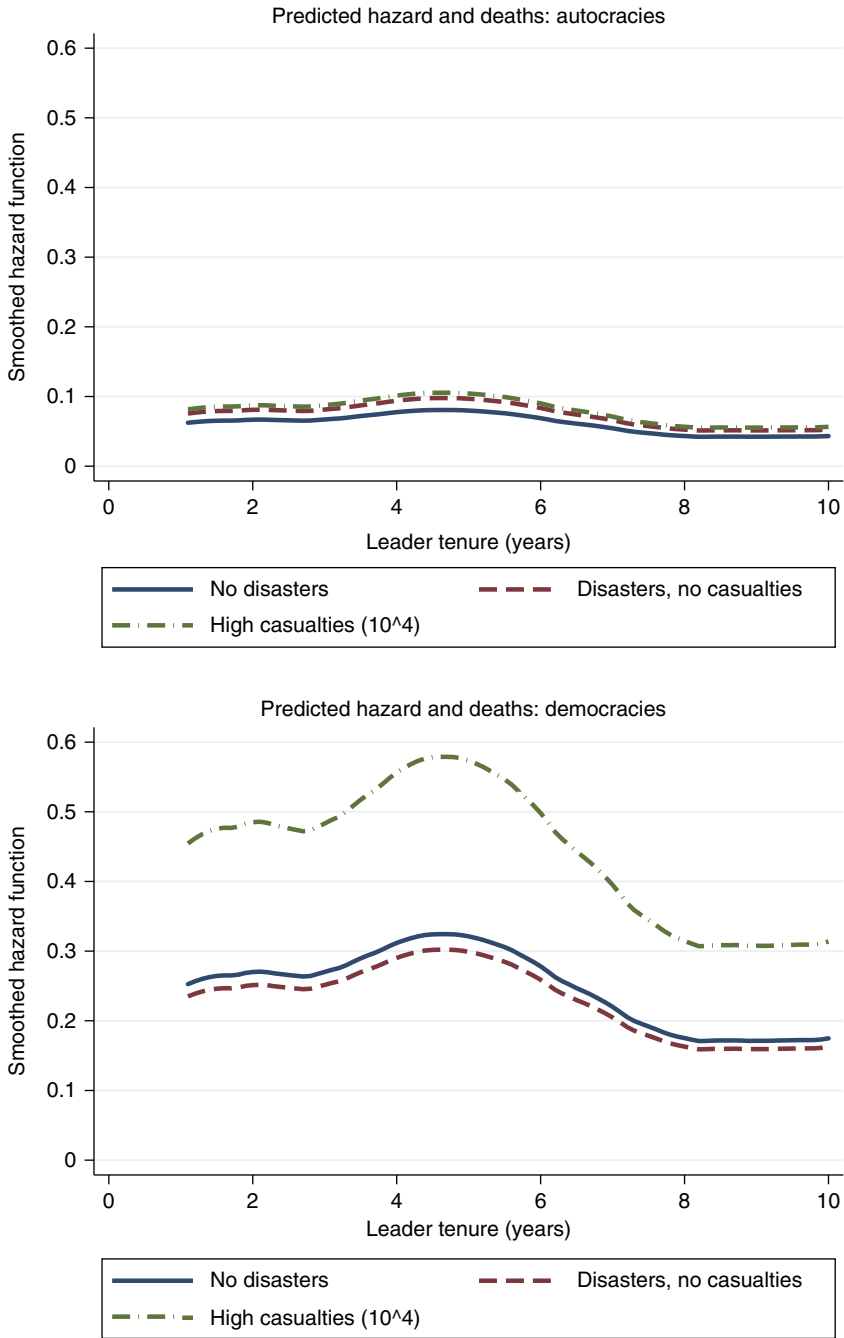 Predicted hazard and deaths: autocracies
0.6
0.5
0.4
0.3
0.2
0.1
0
Smoothed hazard function
0 2 4 6 8 10
Leader tenure (years)
No disasters Disasters, no casualties
High casualties (10^4)
Predicted hazard and deaths: democracies
0.6
0.5
0.4
0.3
0.2
0.1
0
Smoothed hazard function
0 2 4 6 8 10
Leader tenure (years)
No disasters Disasters, no casualties
High casualties (10^4)